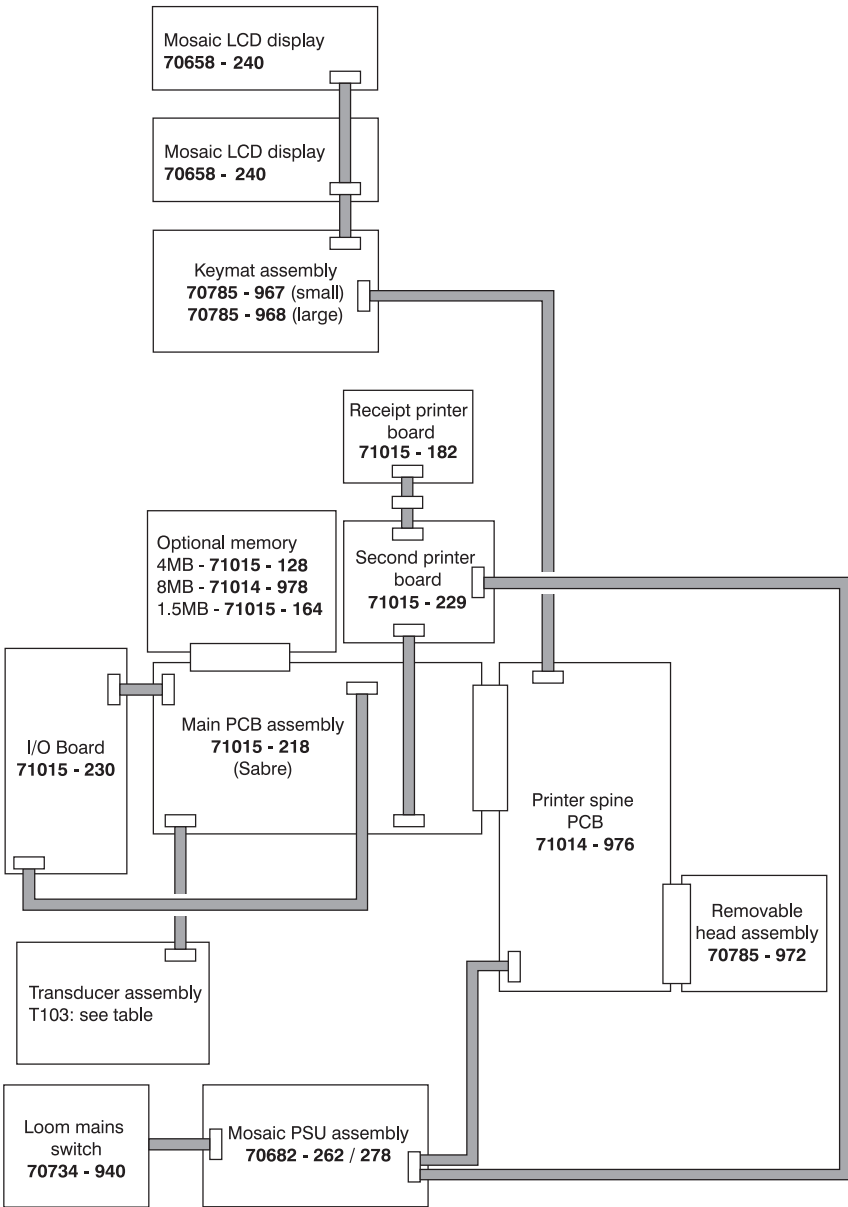 Mosaic LCD display
70658 - 240
Mosaic LCD display
70658 - 240
Keymat assembly
70785 - 967 (small)
70785 - 968 (large)
Receipt printer
board
71015 - 182
Optional memory
4MB - 71015 - 128
8MB - 71014 - 978
1.5MB - 71015 - 164
Second printer
board
71015 - 229
I/O Board
71015 - 230
Main PCB assembly
71015 - 218
(Sabre)
Printer spine
PCB
71014 - 976
Removable
head assembly
70785 - 972
Transducer assembly
T103: see table
Loom mains
switch
70734 - 940
Mosaic PSU assembly
70682 - 262 / 278